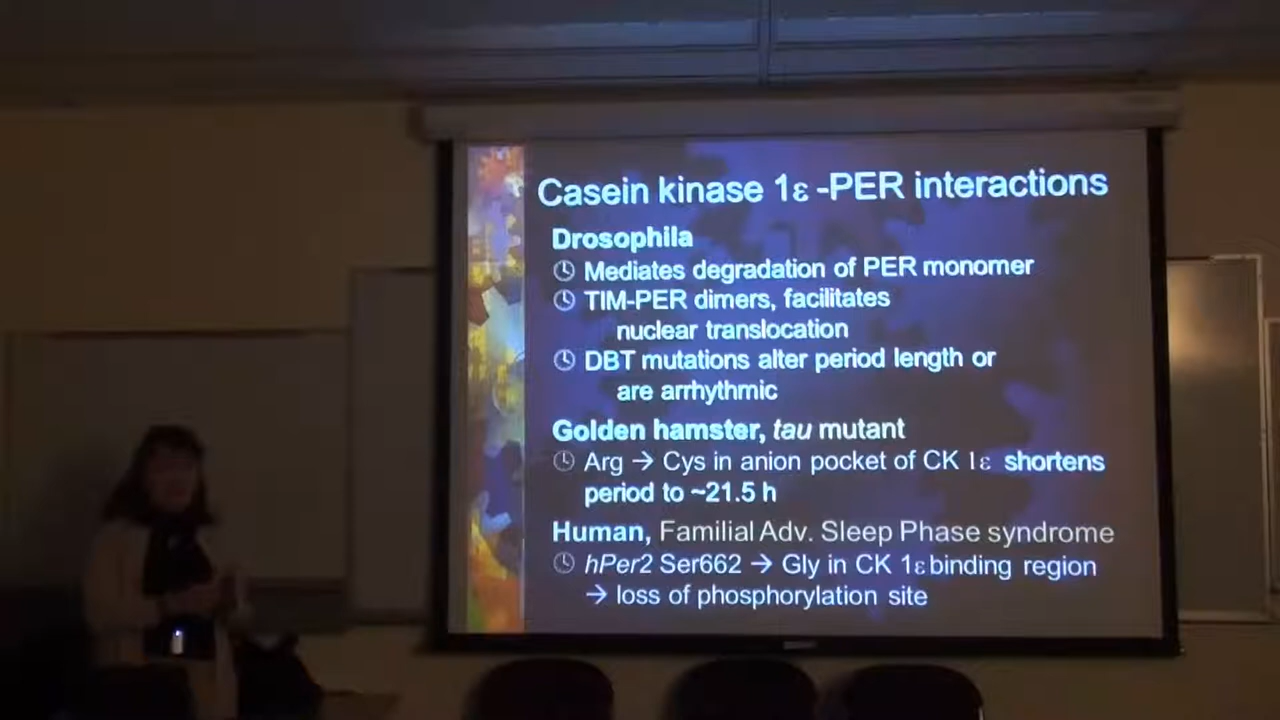 Casein kinase 1ε -PER interactions
Drosophila
Mediates degradation of PER monomer
TIM-PER dimers, facilitates
nuclear translocation
DBT mutations alter period length or
are arrhythmic
Golden hamster, tau mutant
Arg → Cys in anion pocket of CK 1ε shortens
period to ~21.5 h
Human, Familial Adv. Sleep Phase syndrome
hPer2 Ser662 → Gly in CK 1ε binding region
→ loss of phosphorylation site